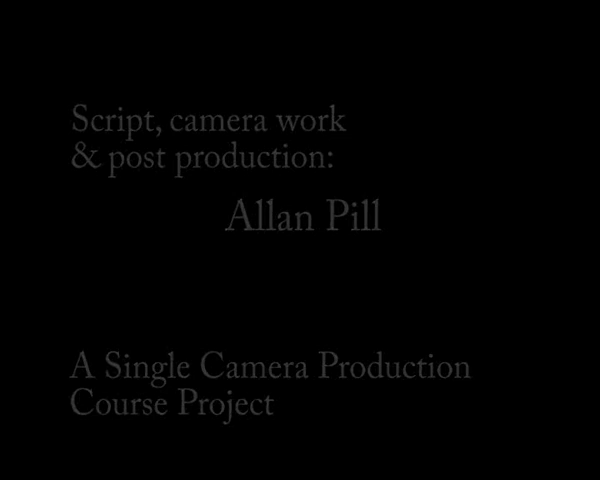 Script, camera work
& post production:
Allan Pill
A Single Camera Production
Course Project